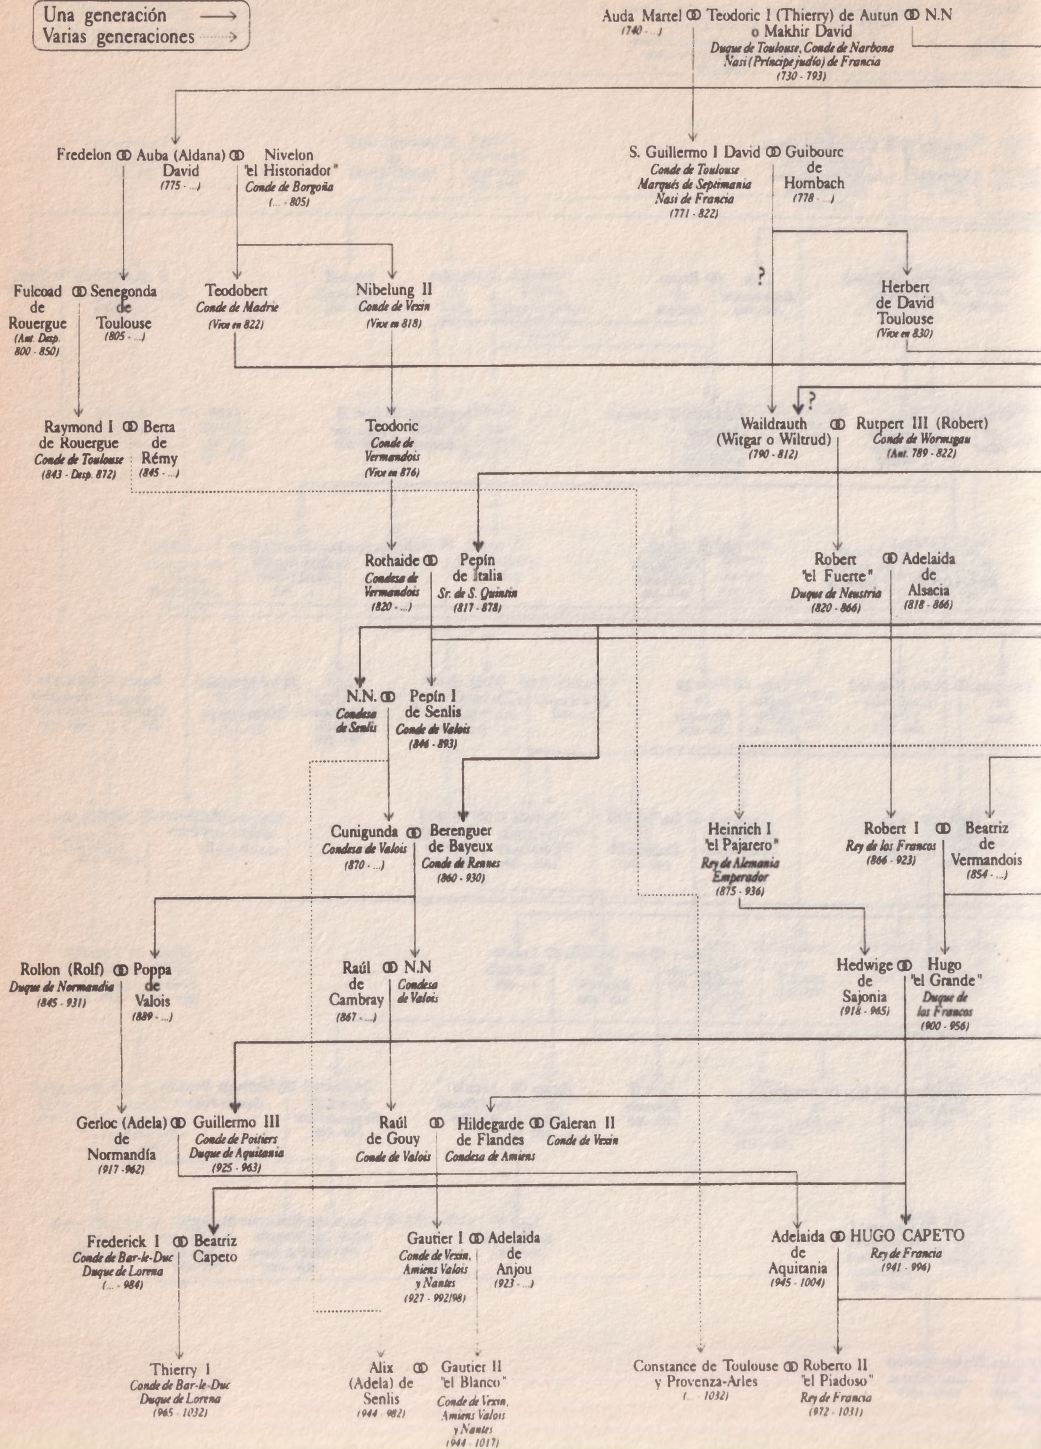 Una generación
Varias generaciones
Auda Martel ⚭ Teodoric I (Thierry) de Autun ⚭ N.N
(740 - ...)
o Makhir David
Duque de Toulouse, Conde de Narbona
Nasi (Príncipe judío) de Francia
(730 - 793)
Fredelon ⚭ Auba (Aldana) ⚭ Nivelon
David
(775 - ...)
"el Historiador"
Conde de Borgoña
(... - 805)
S. Guillermo I David ⚭ Guibourc
Conde de Toulouse
Marqués de Septimania
Nasi de Francia
(771 - 822)
de
Hornbach
(778 - ...)
?
Fulcoad ⚭ Senegonda
de
Rouergue
(Ant. Desp.
800 - 850)
de
Toulouse
(805 - ...)
Teodobert
Conde de Madrie
(Vive en 822)
Nibelung II
Conde de Vexin
(Vive en 818)
Herbert
de David
Toulouse
(Vive en 830)
Raymond I ⚭ Berta
de Rouergue
Conde de Toulouse
(843 - Desp. 872)
de
Rémy
(845 - ...)
Teodoric
Conde de
Vermandois
(Vive en 876)
?
Waildrauth ⚭ Rutpert III (Robert)
(Witgar o Wiltrud)
(790 - 812)
Conde de Wormsgau
(Ant. 789 - 822)
Rothaide ⚭ Pepín
Condesa de
Vermandois
(820 - ...)
de Italia
Sr. de S. Quintin
(817 - 878)
Robert ⚭ Adelaida
"el Fuerte"
Duque de Neustria
(820 - 866)
de
Alsacia
(818 - 866)
N.N. ⚭ Pepín I
Condesa
de Senlis
de Senlis
Conde de Valois
(846 - 893)
Cunigunda ⚭ Berenguer
Condesa de Valois
(870 - ...)
de Bayeux
Conde de Rennes
(860 - 930)
Heinrich I
"el Pajarero"
Rey de Alemania
Emperador
(875 - 936)
Robert I ⚭ Beatriz
Rey de los Francos
(866 - 923)
de
Vermandois
(854 - ...)
Rollon (Rolf) ⚭ Poppa
Duque de Normandia
(845 - 931)
de
Valois
(889 - ...)
Raúl ⚭ N.N
de
Cambray
(867 - ...)
Condesa
de Valois
Hedwige ⚭ Hugo
de
Sajonia
(918 - 965)
"el Grande"
Duque de
los Francos
(900 - 956)
Gerloc (Adela) ⚭ Guillermo III
de
Normandía
(917 -962)
Conde de Poitiers
Duque de Aquitania
(925 - 963)
Raúl ⚭ Hildegarde ⚭ Galeran II
de Gouy
Conde de Valois
de Flandes
Condesa de Amiens
Conde de Vexin
Frederick I ⚭ Beatriz
Conde de Bar-le-Duc
Duque de Lorena
(... - 984)
Capeto
Gautier I ⚭ Adelaida
Conde de Vexin,
Amiens Valois
y Nantes
(927 - 992/98)
de
Anjou
(923 - ...)
Adelaida ⚭ HUGO CAPETO
de
Aquitania
(945 - 1004)
Rey de Francia
(941 - 996)
Thierry I
Conde de Bar-le-Duc
Duque de Lorena
(965 - 1032)
Alix ⚭ Gautier II
(Adela) de
Senlis
(944 - 982)
"el Blanco"
Conde de Vexin,
Amiens Valois
y Nantes
(944 - 1017)
Constance de Toulouse ⚭ Roberto II
y Provenza-Arles
(... - 1032)
"el Piadoso"
Rey de Francia
(972 - 1031)